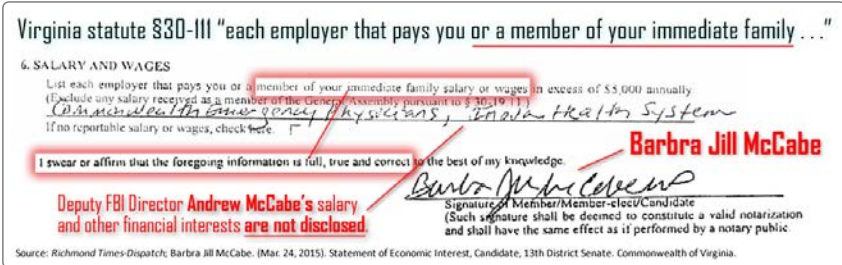 Virginia statute §30-111 “each employer that pays you or a member of your immediate family . . .”
6. SALARY AND WAGES
List each employer that pays you or a member of your immediate family salary or wages in excess of $5,000 annually
(Exclude any salary received as a member of the General Assembly pursuant to § 30-19.11)
Commonwealth Emergency Physicians, Inova Health System
If no reportable salary or wages, check here.
I swear or affirm that the foregoing information is full, true and correct to the best of my knowledge.
Barbra Jill McCabe
Deputy FBI Director Andrew McCabe’s salary
and other financial interests are not disclosed.
Signature of Member/Member-elect/Candidate
(Such signature shall be deemed to constitute a valid notarization
and shall have the same effect as if performed by a notary public
Source: Richmond Times-Dispatch; Barbra Jill McCabe. (Mar. 24, 2015). Statement of Economic Interest, Candidate, 13th District Senate. Commonwealth of Virginia.